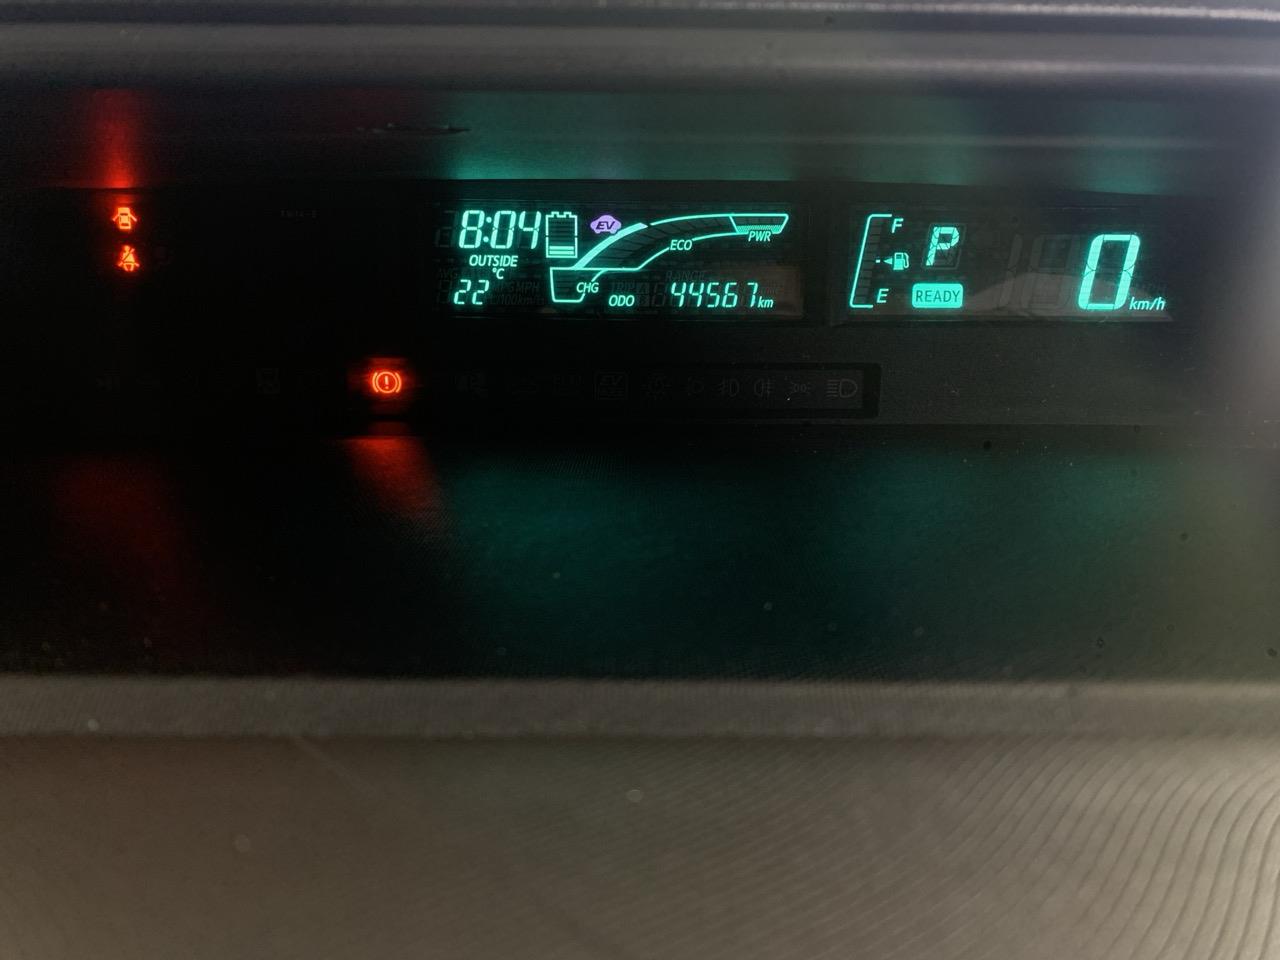 8:04
EV
F
P
0
ECO
PWR
OUTSIDE
°C
22
CHG
ODO
44567 km
E
READY
km/h